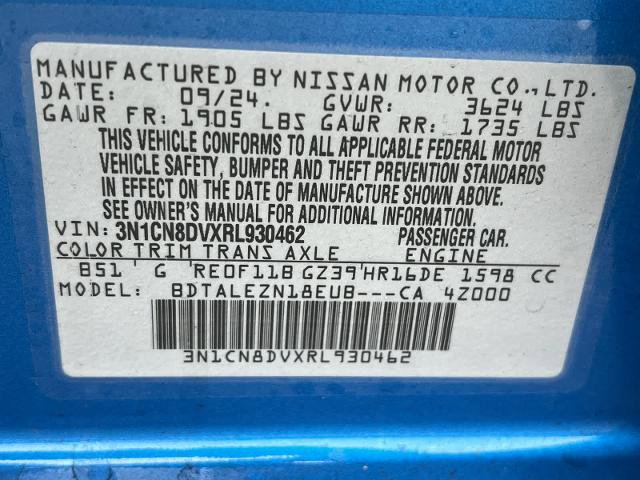 MANUFACTURED BY NISSAN MOTOR CO., LTD.
DATE: 09/24. GVWR: 3624 LBS
GAWR FR: 1905 LBS GAWR RR: 1735 LBS
THIS VEHICLE CONFORMS TO ALL APPLICABLE FEDERAL MOTOR
VEHICLE SAFETY, BUMPER AND THEFT PREVENTION STANDARDS
IN EFFECT ON THE DATE OF MANUFACTURE SHOWN ABOVE.
SEE OWNER'S MANUAL FOR ADDITIONAL INFORMATION.
VIN: 3N1CN8DVXRL930462 PASSENGER CAR.
COLOR TRIM TRANS AXLE ENGINE
B51 G RE0F11B GZ39 HR16DE 1598 CC
MODEL: BDTALEZN18EUB---CA 4Z000
3N1CN8DVXRL930462